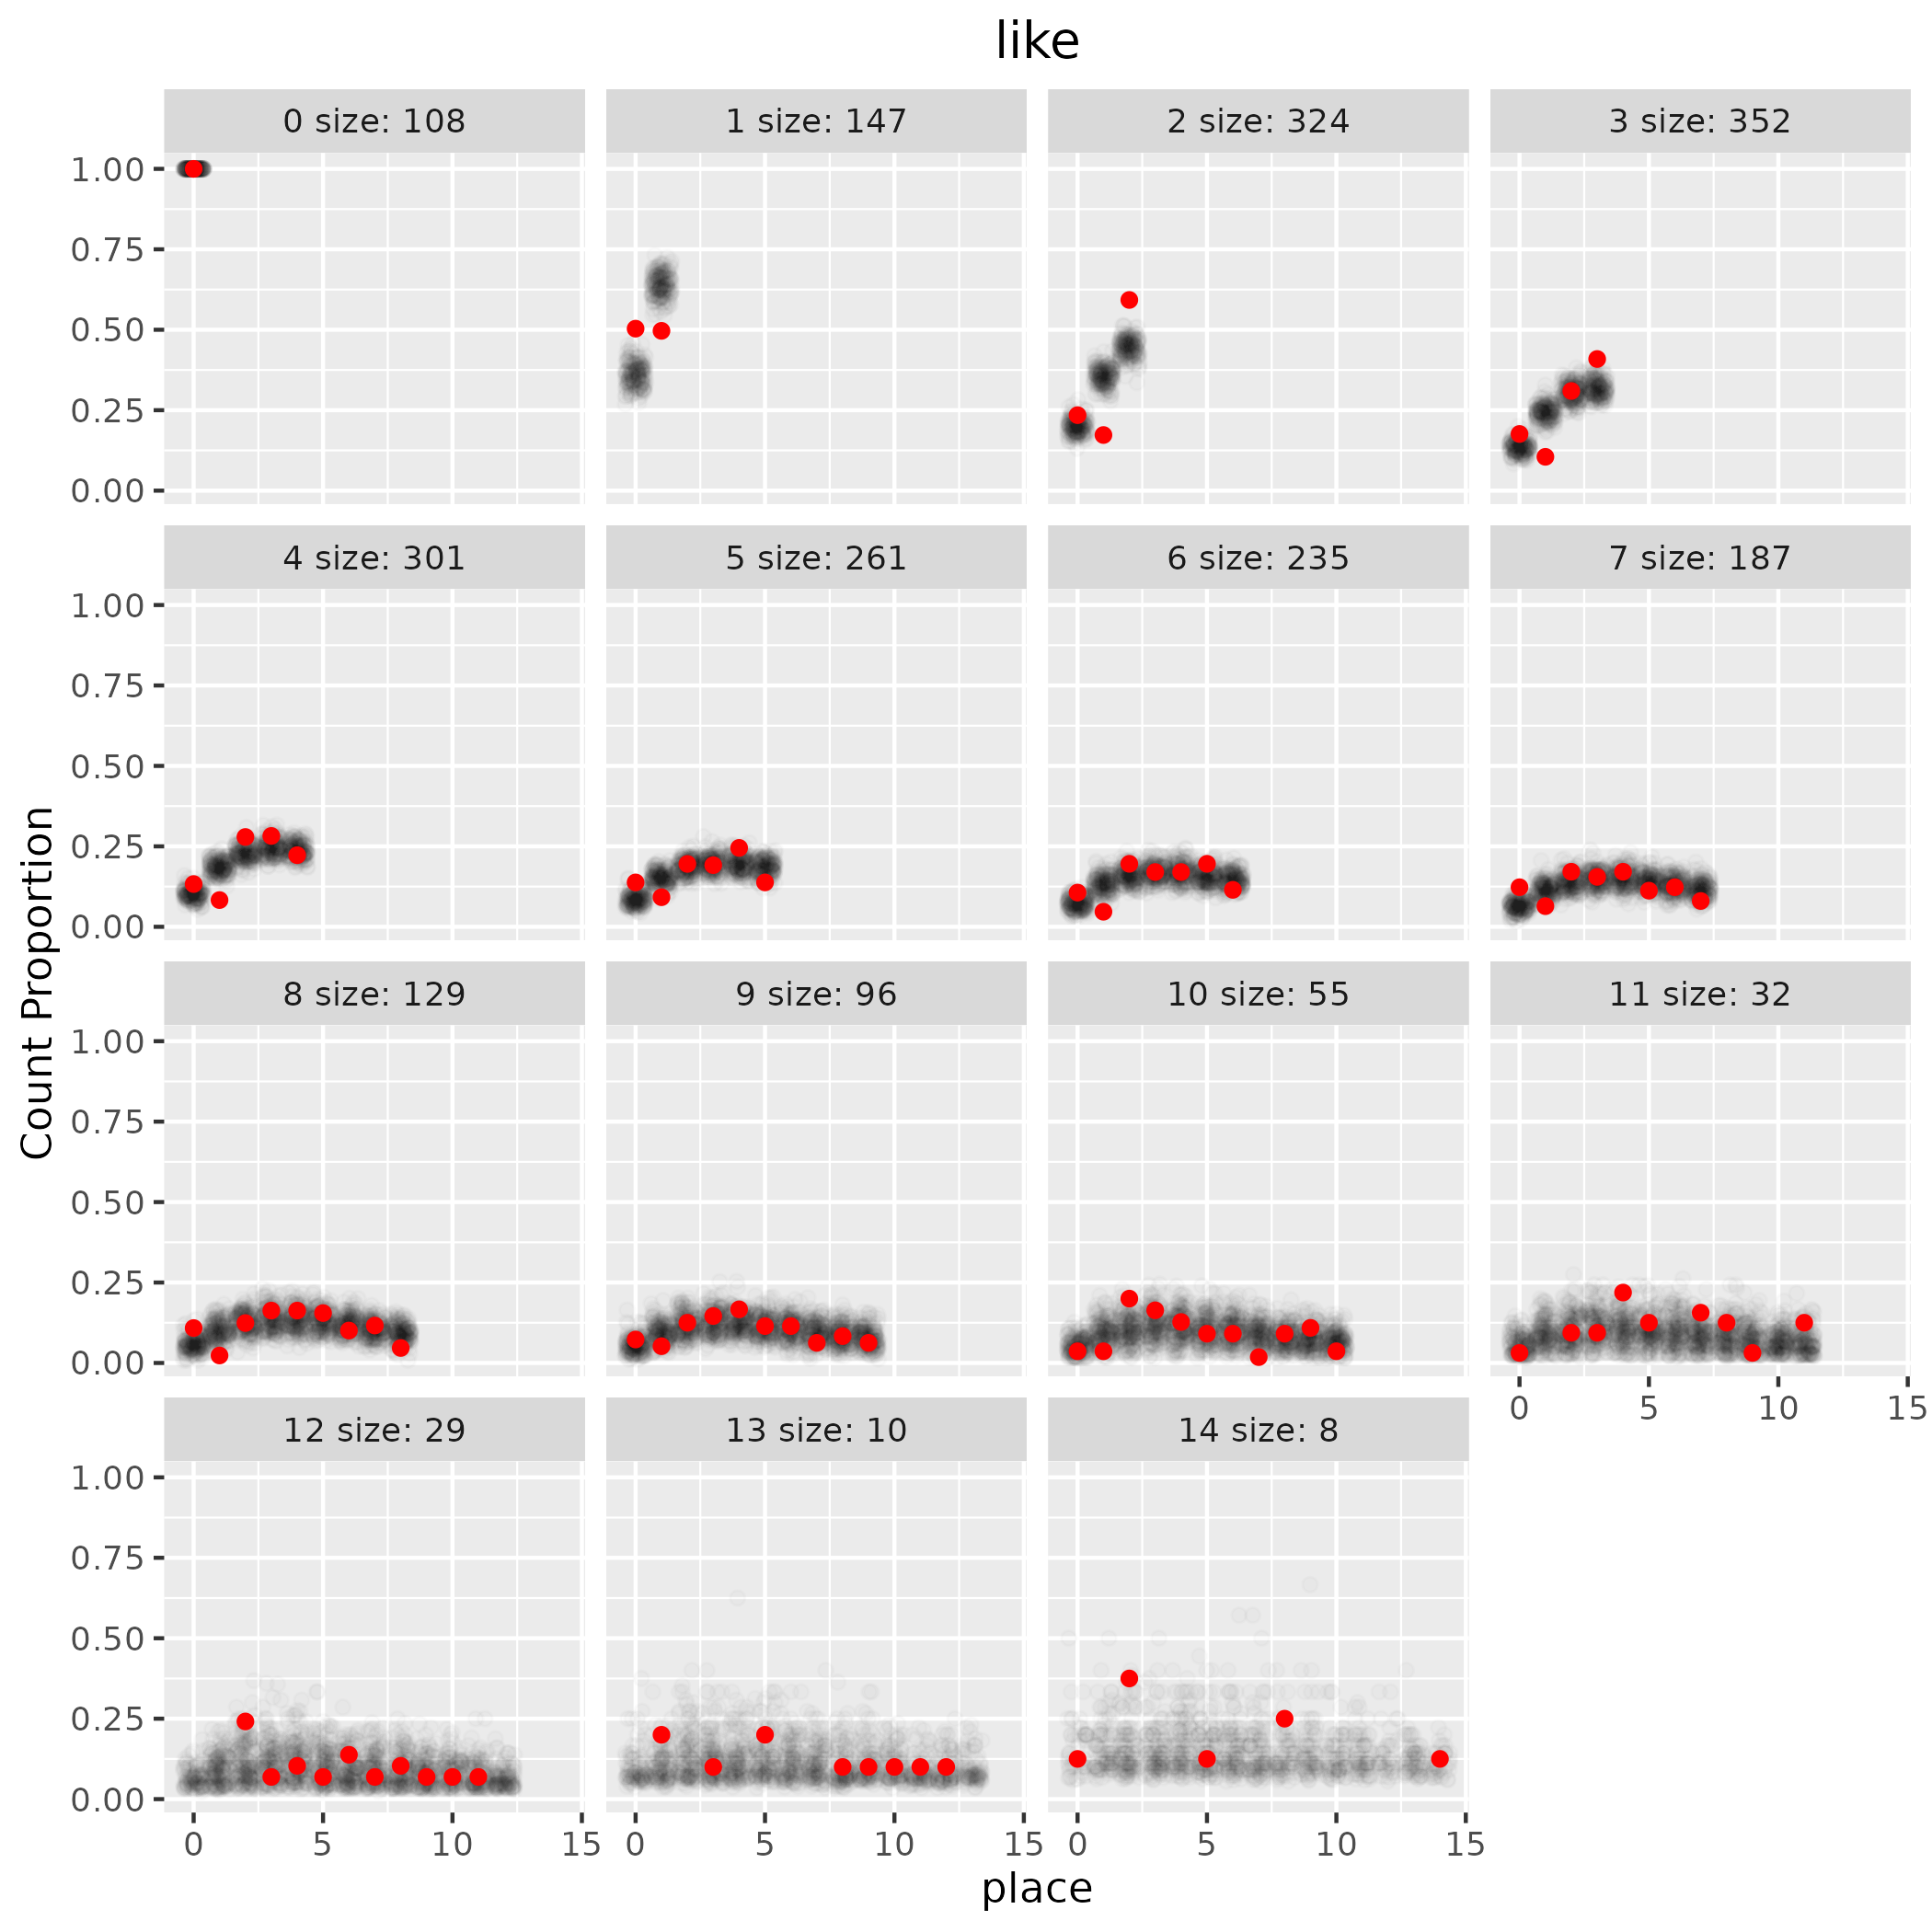 like
0 size: 108
1 size: 147
2 size: 324
3 size: 352
1.00
0.75
0.50
0.25
0.00
4 size: 301
5 size: 261
6 size: 235
7 size: 187
1.00
0.75
0.50
0.25
0.00
Count Proportion
8 size: 129
9 size: 96
10 size: 55
11 size: 32
1.00
0.75
0.50
0.25
0.00
0 5 10 15
12 size: 29
13 size: 10
14 size: 8
1.00
0.75
0.50
0.25
0.00
0 5 10 15
0 5 10 15
0 5 10 15
place